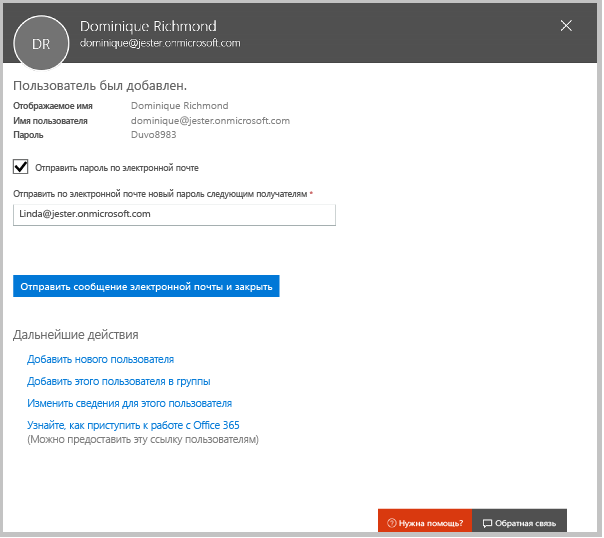 Dominique Richmond
DR
dominique@jester.onmicrosoft.com
Пользователь был добавлен.
Отображаемое имя Dominique Richmond
Имя пользователя dominique@jester.onmicrosoft.com
Пароль Duvo8983
Отправить пароль по электронной почте
Отправить по электронной почте новый пароль следующим получателям *
Linda@jester.onmicrosoft.com
Отправить сообщение электронной почты и закрыть
Дальнейшие действия
Добавить нового пользователя
Добавить этого пользователя в группы
Изменить сведения для этого пользователя
Узнайте, как приступить к работе с Office 365
(Можно предоставить эту ссылку пользователям)
Нужна помощь? Обратная связь